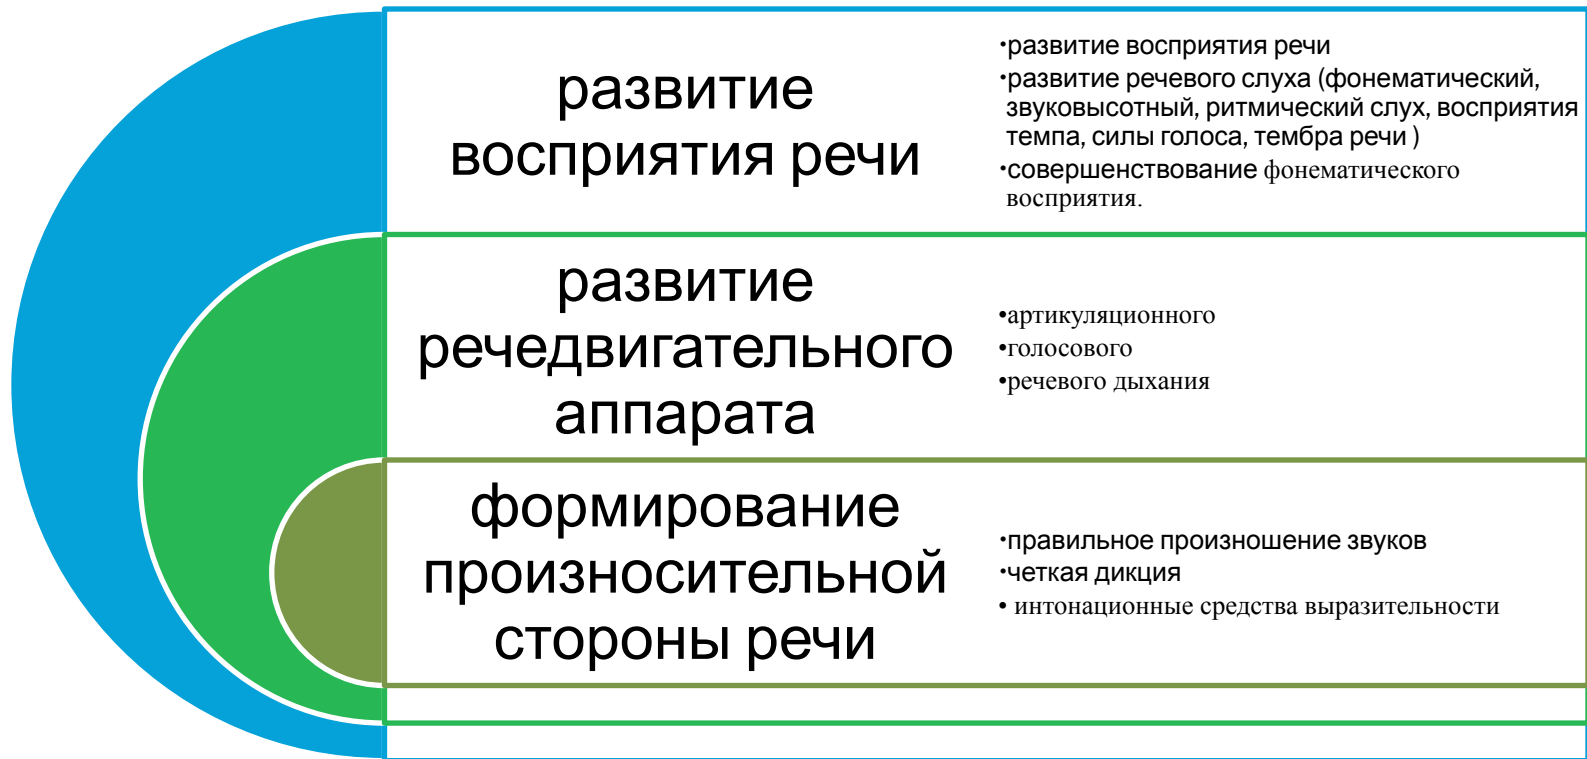 развитие
восприятия речи
•развитие восприятия речи
•развитие речевого слуха (фонематический,
звуковысотный, ритмический слух, восприятия
темпа, силы голоса, тембра речи )
•совершенствование фонематического
восприятия.
развитие
речедвигательного
аппарата
•артикуляционного
•голосового
•речевого дыхания
формирование
произносительной
стороны речи
•правильное произношение звуков
•четкая дикция
• интонационные средства выразительности